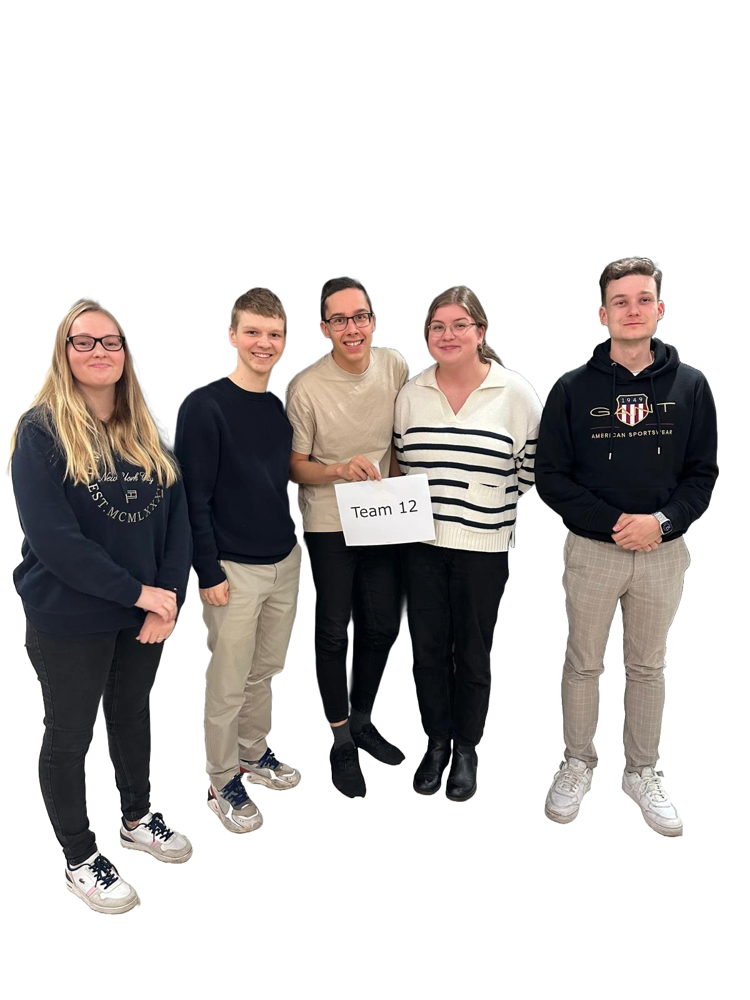 New York City
EST. MCMLXXX
Team 12
1949
GANT
AMERICAN SPORTSWEAR